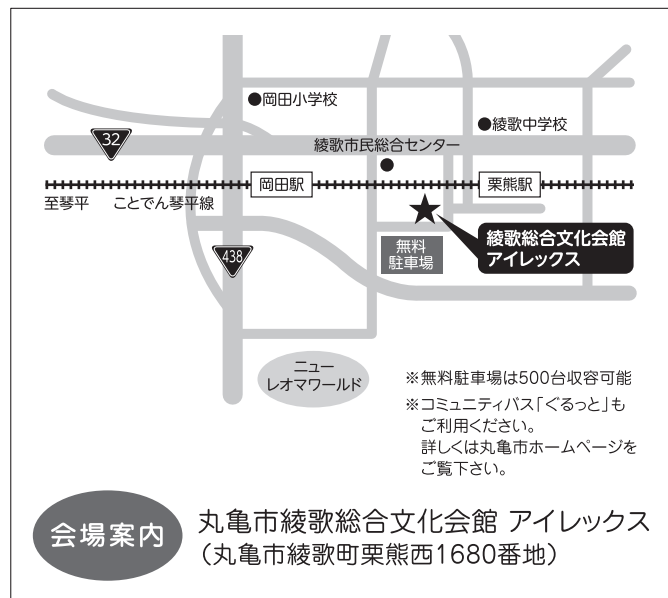 岡田小学校
32
綾歌中学校
綾歌市民総合センター
岡田駅
栗熊駅
至琴平
ことでん琴平線
438
無料
駐車場
綾歌総合文化会館
アイレックス
ニュー
レオマワールド
※無料駐車場は500台収容可能
※コミュニティバス「ぐるっと」も
ご利用ください。
詳しくは丸亀市ホームページを
ご覧下さい。
会場案内
丸亀市綾歌総合文化会館 アイレックス
（丸亀市綾歌町栗熊西1680番地）